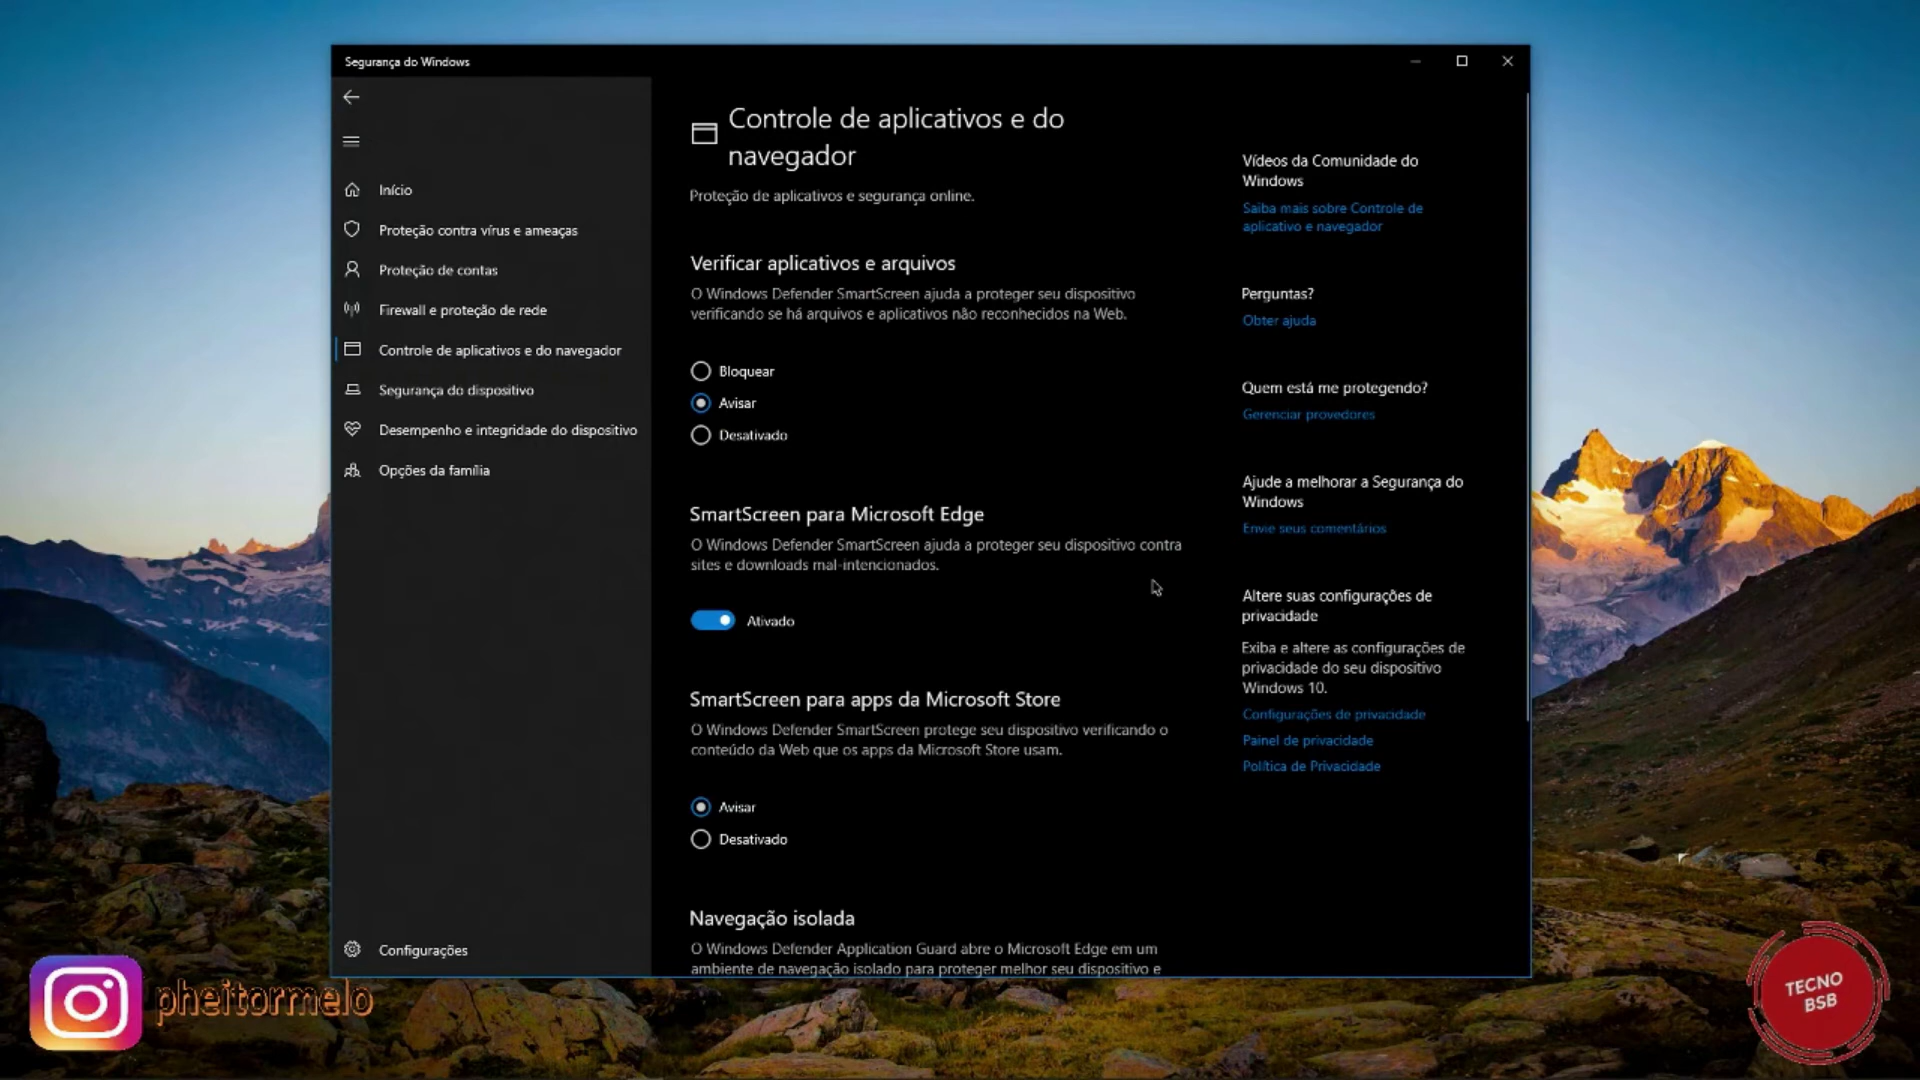 Segurança do Windows
Início
Proteção contra vírus e ameaças
Proteção de contas
Firewall e proteção de rede
Controle de aplicativos e do navegador
Segurança do dispositivo
Desempenho e integridade do dispositivo
Opções da família
Configurações
Controle de aplicativos e do
navegador
Proteção de aplicativos e segurança online.
Verificar aplicativos e arquivos
O Windows Defender SmartScreen ajuda a proteger seu dispositivo
verificando se há arquivos e aplicativos não reconhecidos na Web.
Bloquear
Avisar
Desativado
SmartScreen para Microsoft Edge
O Windows Defender SmartScreen ajuda a proteger seu dispositivo contra
sites e downloads mal-intencionados.
Ativado
SmartScreen para apps da Microsoft Store
O Windows Defender SmartScreen protege seu dispositivo verificando o
conteúdo da Web que os apps da Microsoft Store usam.
Avisar
Desativado
Navegação isolada
O Windows Defender Application Guard abre o Microsoft Edge em um
ambiente de navegação isolado para proteger melhor seu dispositivo e
Vídeos da Comunidade do
Windows
Saiba mais sobre Controle de
aplicativo e navegador
Perguntas?
Obter ajuda
Quem está me protegendo?
Gerenciar provedores
Ajude a melhorar a Segurança do
Windows
Envie seus comentários
Altere suas configurações de
privacidade
Exiba e altere as configurações de
privacidade do seu dispositivo
Windows 10.
Configurações de privacidade
Painel de privacidade
Política de Privacidade
pheitormelo
TECNO
BSB